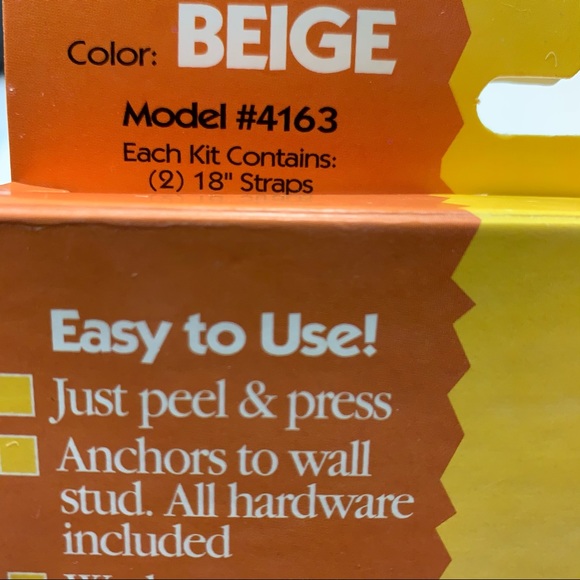 Color: BEIGE
Model #4163
Each Kit Contains:
(2) 18" Straps
Easy to Use!
Just peel & press
Anchors to wall
stud. All hardware
included